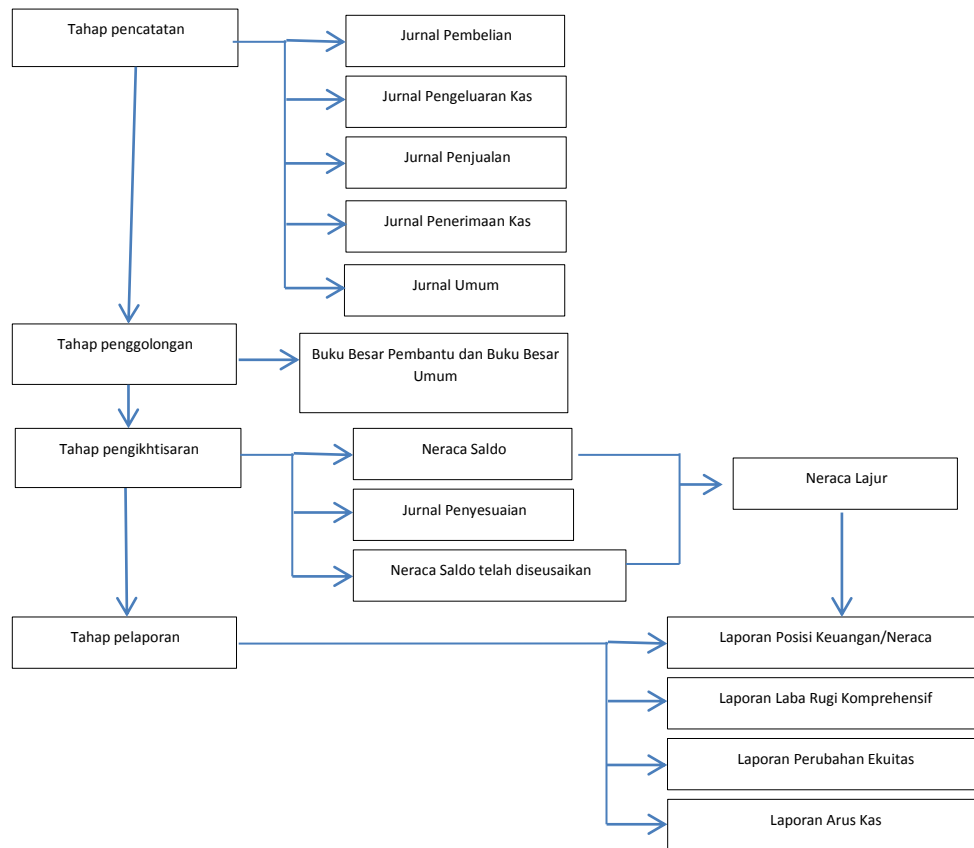 Tahap pencatatan
Jurnal Pembelian
Jurnal Pengeluaran Kas
Jurnal Penjualan
Jurnal Penerimaan Kas
Jurnal Umum
Tahap penggolongan
Buku Besar Pembantu dan Buku Besar
Umum
Tahap pengikhtisaran
Neraca Saldo
Neraca Lajur
Jurnal Penyesuaian
Neraca Saldo telah diseusaikan
Tahap pelaporan
Laporan Posisi Keuangan/Neraca
Laporan Laba Rugi Komprehensif
Laporan Perubahan Ekuitas
Laporan Arus Kas